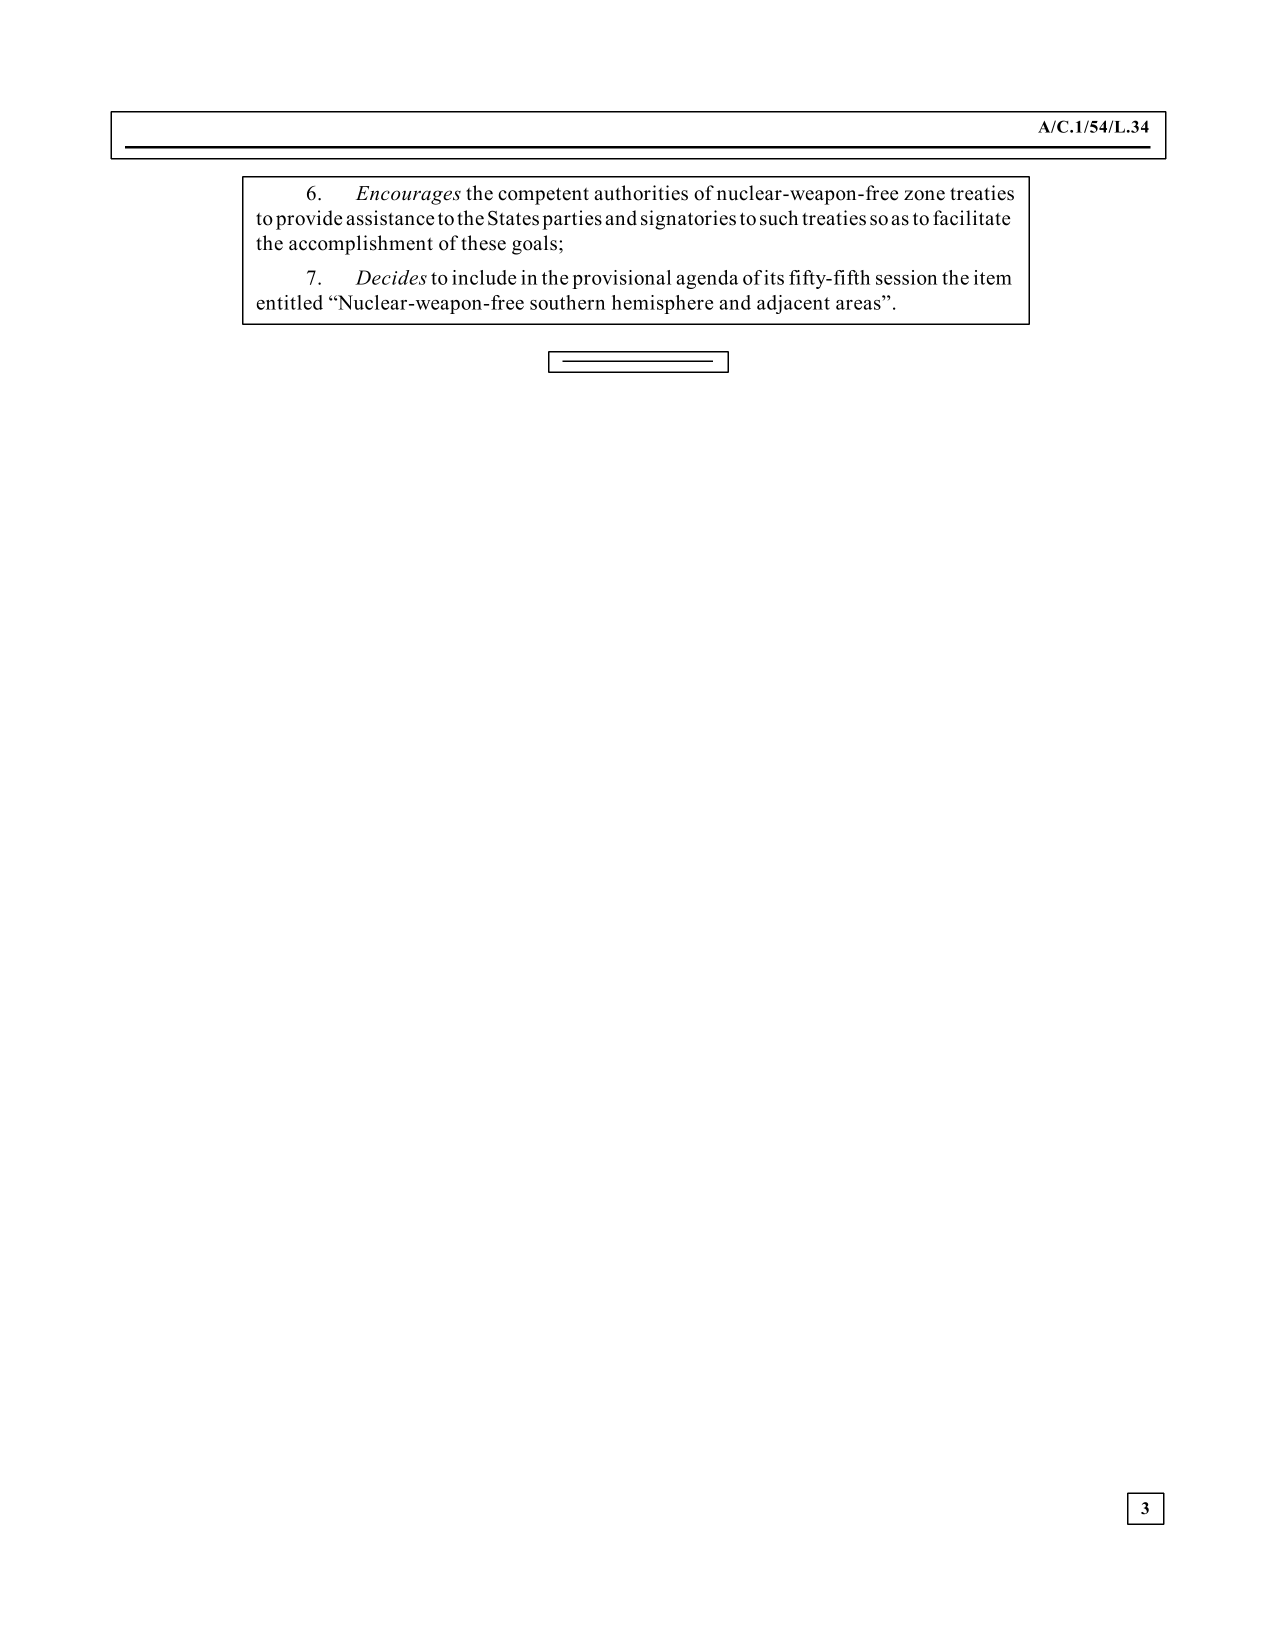 A/C.1/54/L.34
6. Encourages the competent authorities of nuclear-weapon-free zone treaties
to provide assistance to the States parties and signatories to such treaties so as to facilitate
the accomplishment of these goals;
7. Decides to include in the provisional agenda of its fifty-fifth session the item
entitled “Nuclear-weapon-free southern hemisphere and adjacent areas”.
3